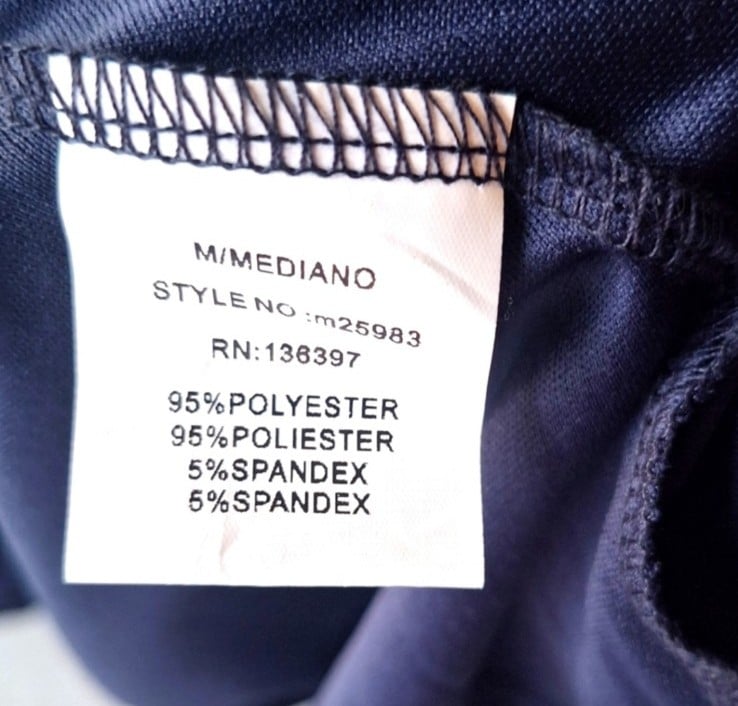 M/MEDIANO
STYLE NO :m25983
RN:136397
95%POLYESTER
95%POLIESTER
5%SPANDEX
5%SPANDEX